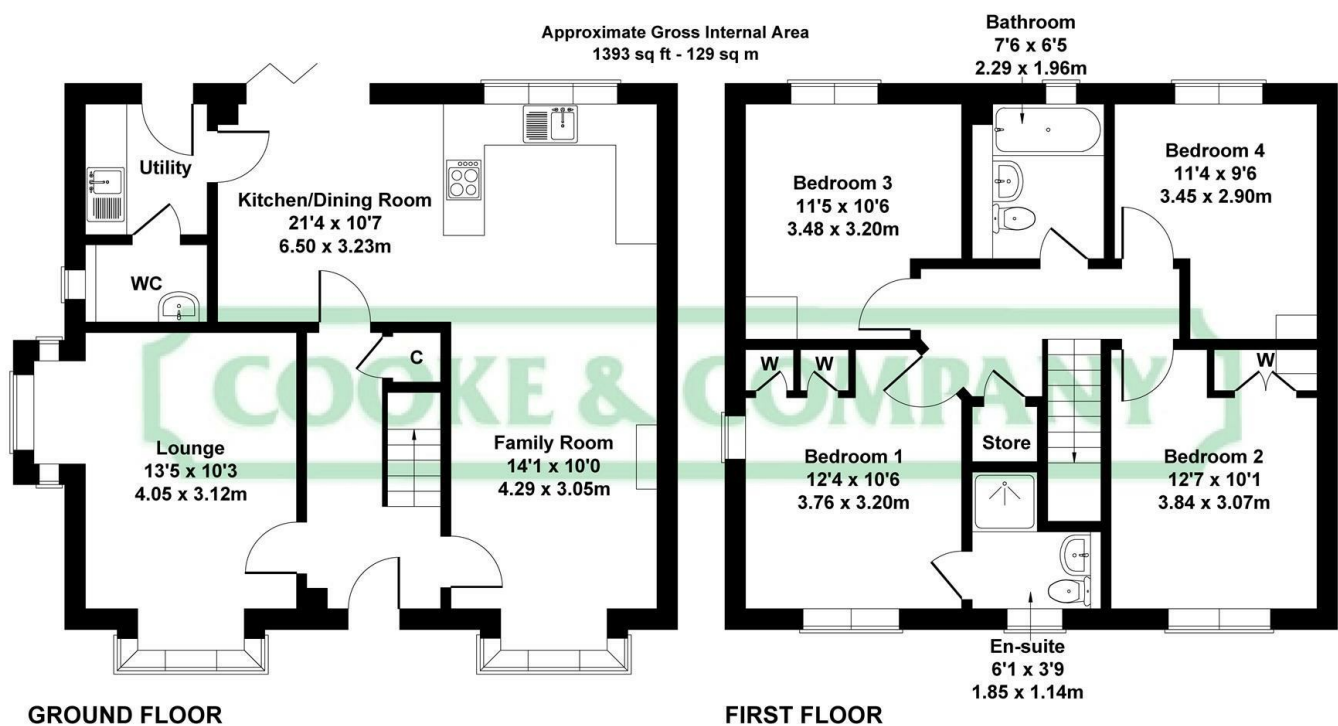 Approximate Gross Internal Area
1393 sq ft - 129 sq m
Utility
WC
Kitchen/Dining Room
21'4 x 10'7
6.50 x 3.23m
C
Lounge
13'5 x 10'3
4.05 x 3.12m
Family Room
14'1 x 10'0
4.29 x 3.05m
GROUND FLOOR
Bathroom
7'6 x 6'5
2.29 x 1.96m
Bedroom 3
11'5 x 10'6
3.48 x 3.20m
Bedroom 4
11'4 x 9'6
3.45 x 2.90m
W
W
W
Store
Bedroom 1
12'4 x 10'6
3.76 x 3.20m
Bedroom 2
12'7 x 10'1
3.84 x 3.07m
En-suite
6'1 x 3'9
1.85 x 1.14m
FIRST FLOOR
COOKE & COMPANY